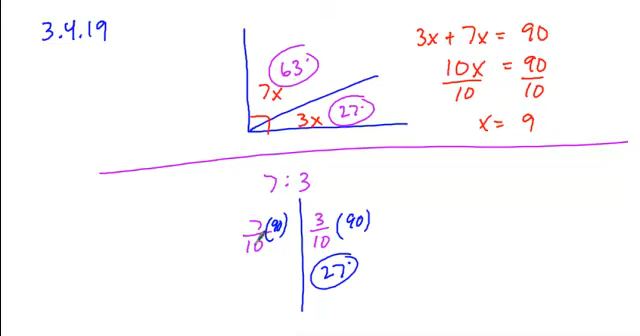 3.4.19
63°
7x
3x 27°
3x + 7x = 90
10x = 90
10 10
x = 9
7 : 3
7/10 (90)
3/10 (90)
27°